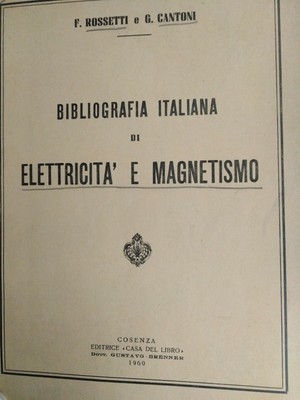 F. ROSSETTI e G. CANTONI
BIBLIOGRAFIA ITALIANA
DI
ELETTRICITA' E MAGNETISMO
COSENZA
EDITRICE «CASA DEL LIBRO»
DOTT. GUSTAVO BRENNER
1960